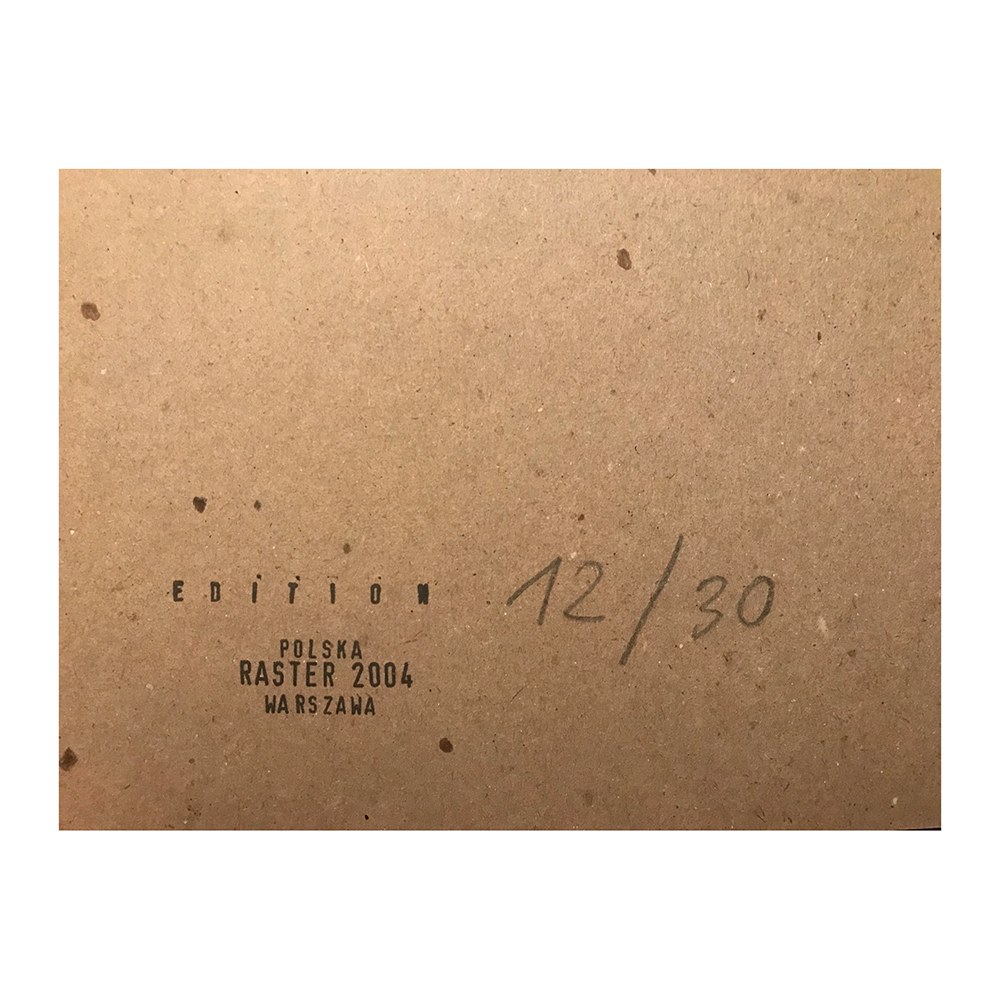 EDITION 12/30
POLSKA
RASTER 2004
WARSZAWA